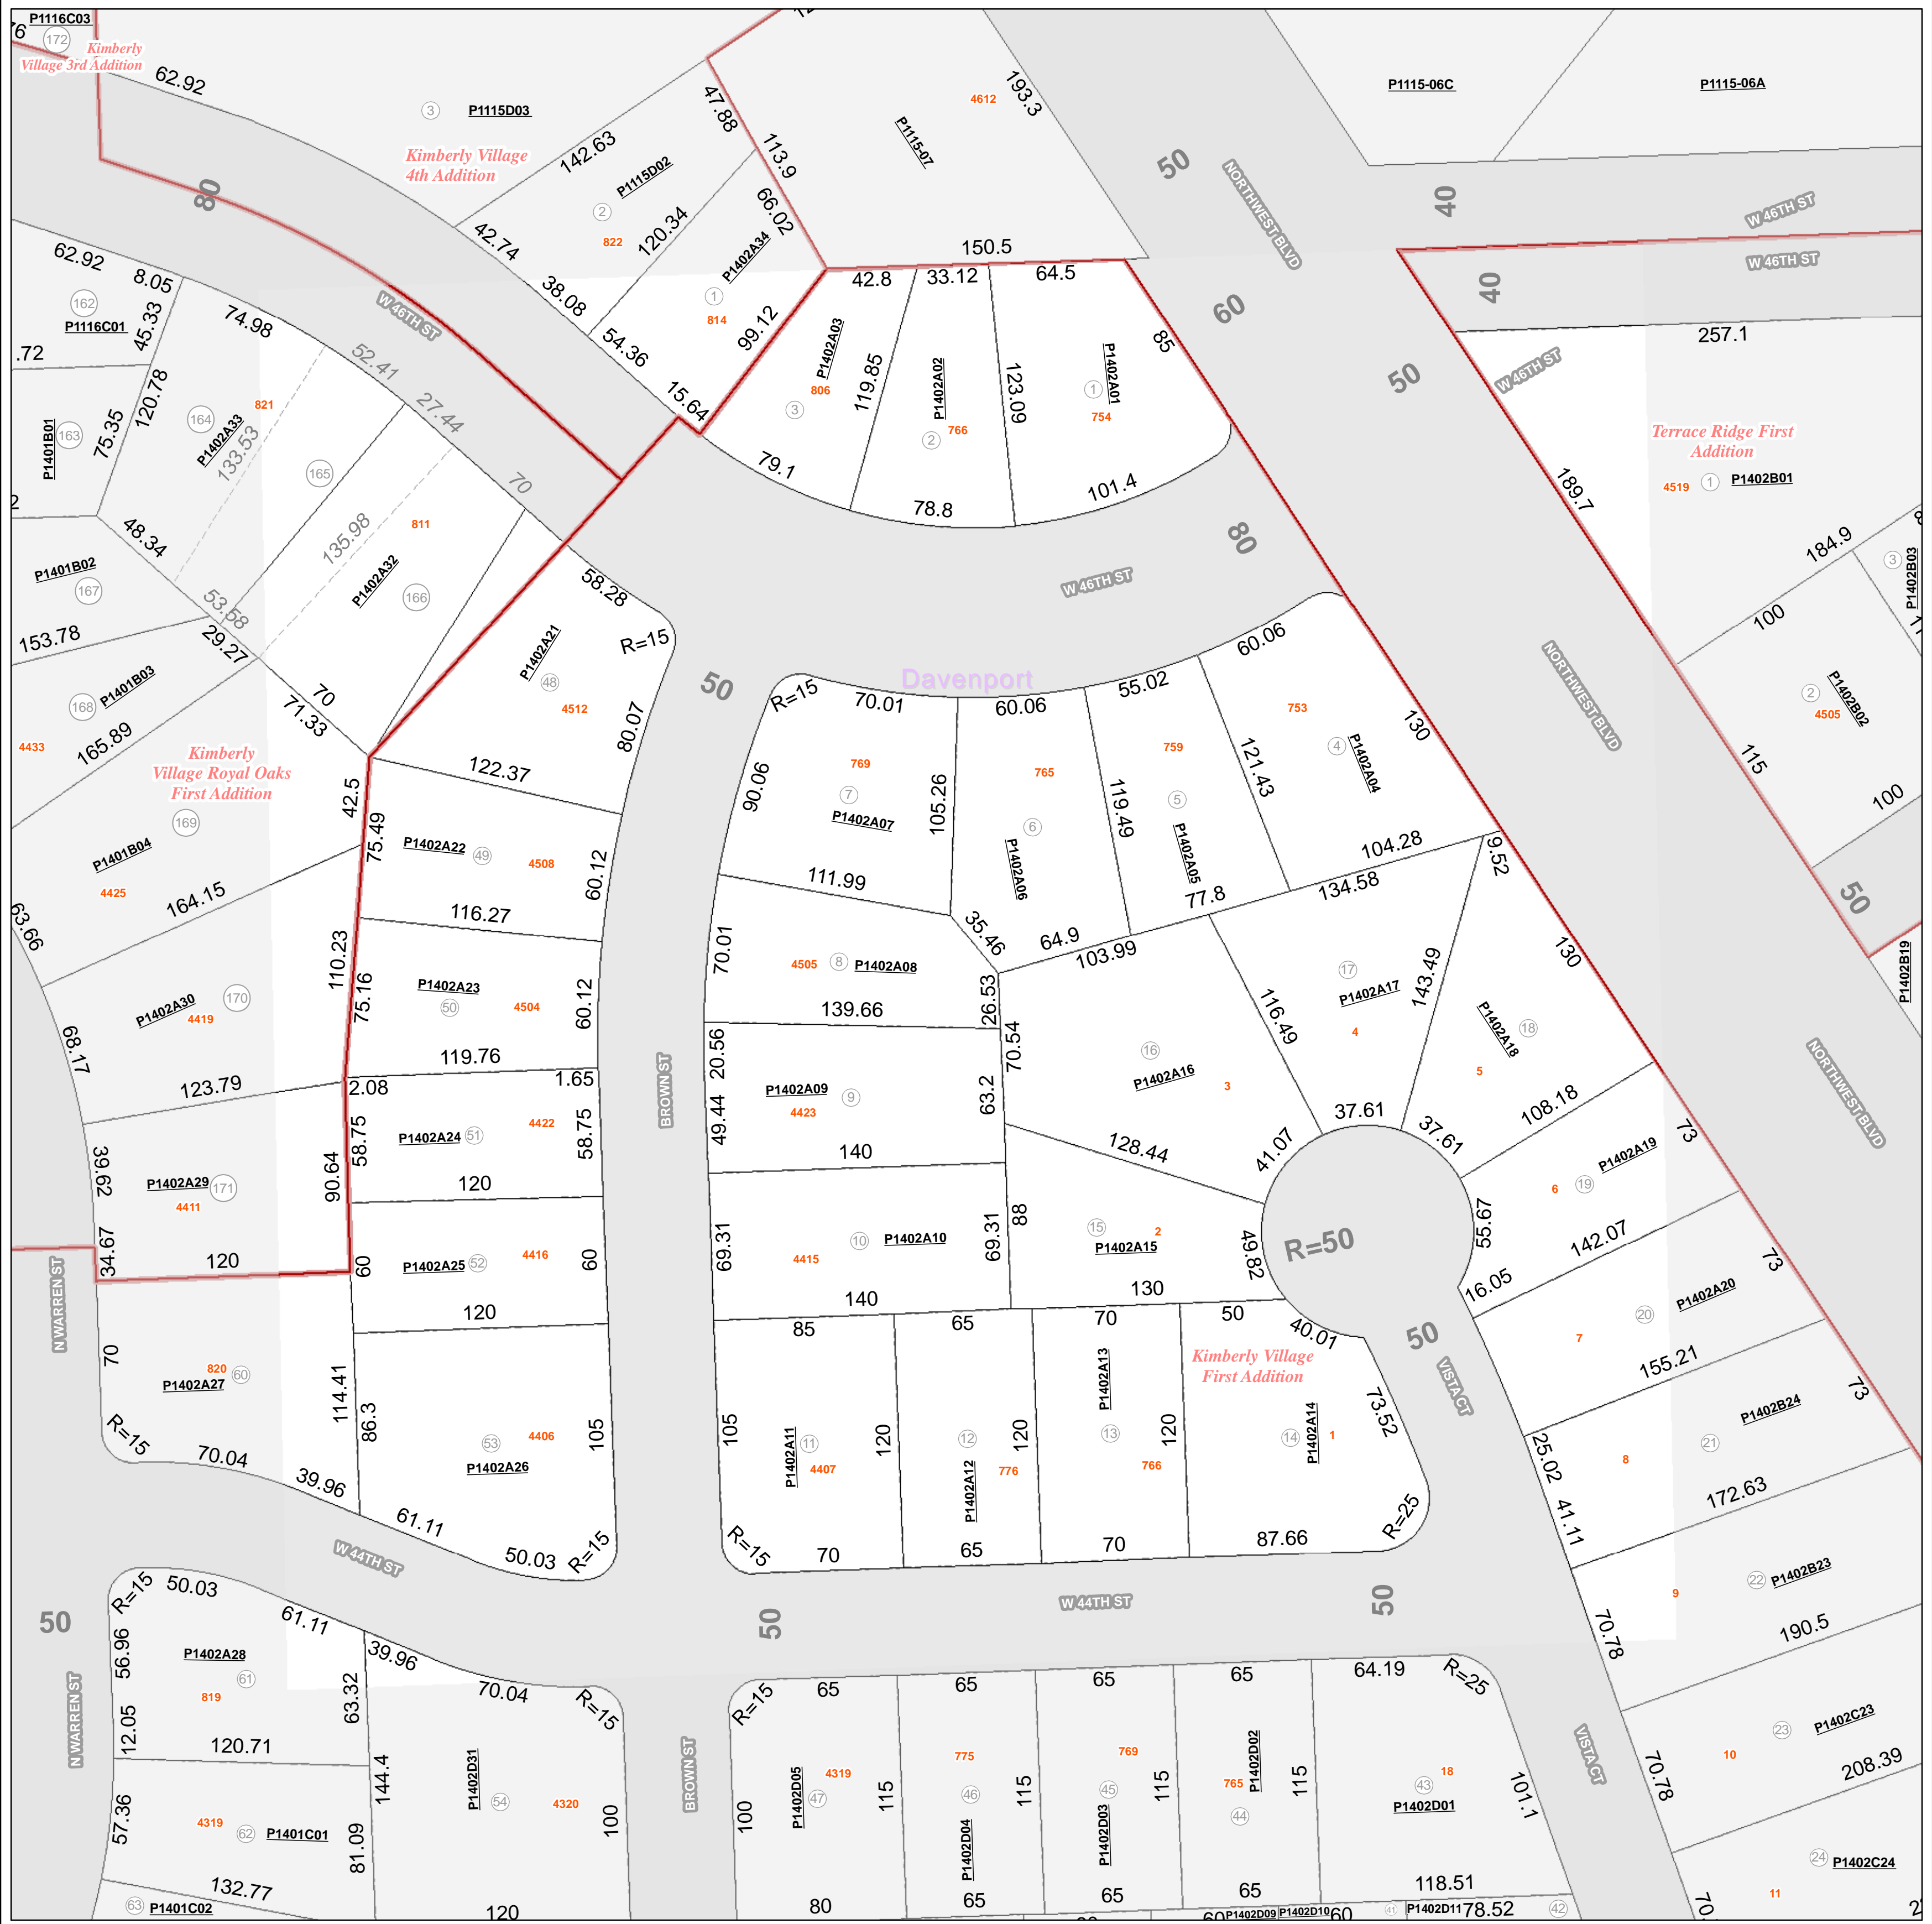 P1116C03
172
Kimberly
Village 3rd Addition
62.92
3
P1115D03
Kimberly Village
4th Addition
142.63
P1115D02
2
822
47.88
113.9
66.02
120.34
P1402A34
1
814
42.74
38.08
54.36
15.64
99.12
4612
P1115-07
193.3
150.5
50
NORTHWEST BLVD
P1115-06C
P1115-06A
40
W 46TH ST
W 46TH ST
40
257.1
W 46TH ST
80
W 46TH ST
62.92
8.05
162
P1116C01
45.33
.72
120.78
75.35
P1401B01
163
74.98
52.41
27.44
70
821
164
P1402A33
133.53
165
135.98
811
P1402A32
166
48.34
53.58
29.27
70
71.33
P1401B02
167
153.78
P1401B03
168
165.89
4433
Kimberly
Village Royal Oaks
First Addition
169
P1401B04
4425
164.15
63.66
42.8
33.12
64.5
P1402A03
806
3
119.85
P1402A02
766
2
123.09
P1402A01
1
754
85
79.1
78.8
101.4
60
50
80
W 46TH ST
Terrace Ridge First
Addition
4519
1
P1402B01
189.7
184.9
3
P1402B03
100
2
P1402B02
4505
115
100
50
P1402B19
NORTHWEST BLVD
58.28
R=15
P1402A21
48
4512
80.07
122.37
50
Davenport
R=15
70.01
60.06
55.02
60.06
130
769
7
P1402A07
90.06
105.26
111.99
765
6
P1402A06
119.49
759
5
P1402A05
121.43
753
4
P1402A04
104.28
77.8
64.9
35.46
134.58
103.99
9.52
130
42.5
75.49
P1402A22
49
4508
60.12
116.27
110.23
75.16
P1402A23
50
4504
60.12
119.76
P1402A30
170
4419
68.17
123.79
2.08
1.65
70.01
4505
8
P1402A08
139.66
26.53
70.54
BROWN ST
20.56
P1402A09
9
4423
49.44
63.2
140
16
P1402A16
3
128.44
116.49
17
P1402A17
4
143.49
P1402A18
18
5
37.61
37.61
41.07
108.18
73
NORTHWEST BLVD
58.75
P1402A24
51
4422
58.75
120
90.64
39.62
P1402A29
171
4411
34.67
120
N WARREN ST
60
P1402A25
52
4416
60
120
69.31
4415
10
P1402A10
69.31
140
88
15
2
P1402A15
130
49.82
R=50
55.67
6
19
P1402A19
142.07
73
16.05
P1402A20
20
7
155.21
50
VISTA CT
73
70
820
60
P1402A27
R=15
70.04
39.96
114.41
86.3
53
4406
P1402A26
105
61.11
50.03
R=15
W 44TH ST
85
105
P1402A11
11
4407
120
R=15
70
65
12
P1402A12
776
120
65
70
P1402A13
13
766
120
70
50
40.01
Kimberly Village
First Addition
14
P1402A14
1
73.52
R=25
87.66
P1402B24
21
8
25.02
172.63
41.11
22
P1402B23
9
190.5
70.78
50
R=15
50.03
61.11
56.96
P1402A28
61
819
12.05
120.71
63.32
39.96
N WARREN ST
50
W 44TH ST
50
70.04
R=15
144.4
P1402D31
54
4320
100
81.09
120
57.36
4319
62
P1401C01
132.77
63
P1401C02
BROWN ST
R=15
65
P1402D05
4319
47
100
115
80
65
775
46
P1402D04
115
65
65
769
45
P1402D03
115
65
65
P1402D02
765
44
115
65
64.19
R=25
18
43
P1402D01
118.51
101.1
VISTA CT
10
23
P1402C23
208.39
70.78
24
P1402C24
11
60
P1402D09
P1402D10
60
41
P1402D11
78.52
42
70.